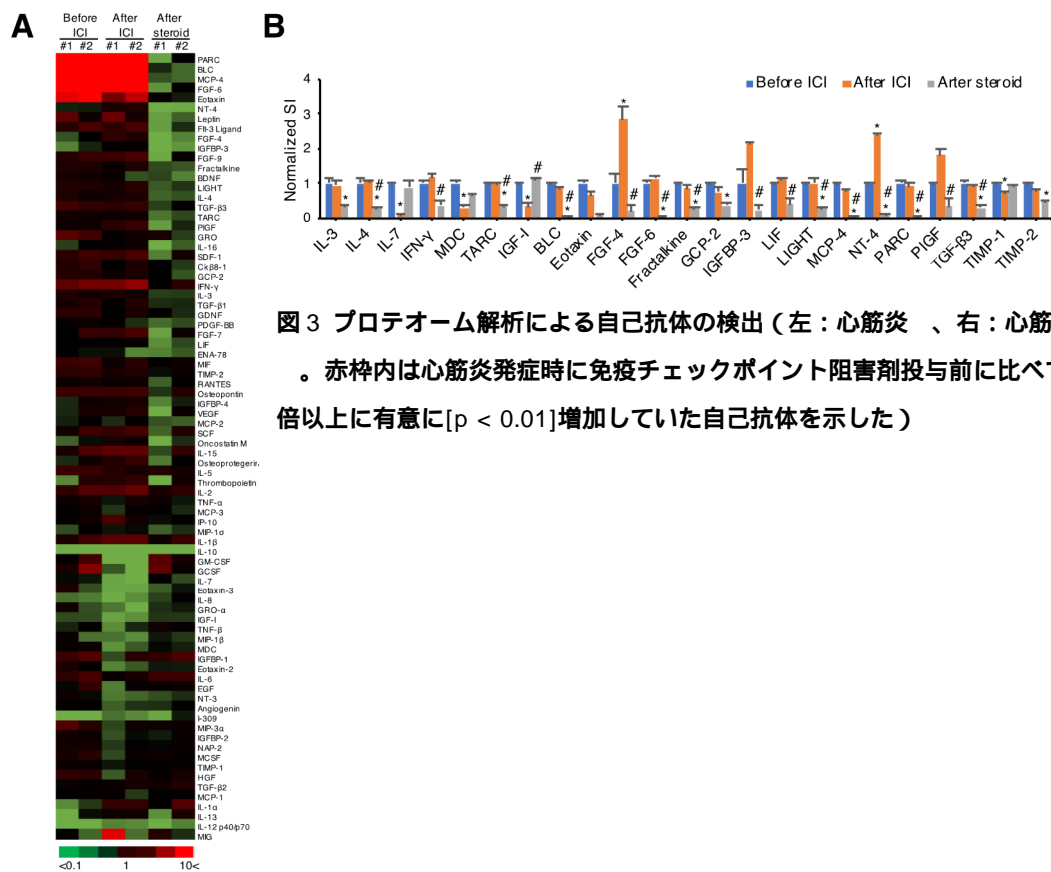 A
Before ICI
After ICI
After steroid
#1 #2 #1 #2 #1 #2
PARC
BLC
MCP-4
FGF-6
Eotaxin
NT-4
Leptin
Flt-3 Ligand
FGF-4
IGFBP-3
FGF-9
Fractalkine
BDNF
LIGHT
IL-4
TGF-β3
TARC
PIGF
GRO
IL-16
SDF-1
Ckβ8-1
GCP-2
IFN-γ
IL-3
TGF-β1
GDNF
PDGF-BB
FGF-7
LIF
ENA-78
MIF
TIMP-2
RANTES
Osteopontin
IGFBP-4
VEGF
MCP-2
SCF
Oncostatin M
IL-15
Osteoprotegerin
IL-5
Thrombopoietin
IL-2
TNF-α
MCP-3
IP-10
MIP-1σ
IL-1β
IL-10
GM-CSF
GCSF
IL-7
Eotaxin-3
IL-8
GRO-α
IGF-I
TNF-β
MIP-1β
MDC
IGFBP-1
Eotaxin-2
IL-6
EGF
NT-3
Angiogenin
I-309
MIP-3α
IGFBP-2
NAP-2
MCSF
TIMP-1
HGF
TGF-β2
MCP-1
IL-1α
IL-13
IL-12 p40/p70
MIG
<0.1 1 10<
B
Before ICI After ICI Arter steroid
Normalized SI
4
3
2
1
0
* # * # * # * # * # * # * # * # * # * # * # * # * # * # * # * # * # * # * # * *
IL-3 IL-4 IL-7 IFN-γ MDC TARC IGF-I BLC Eotaxin FGF-4 FGF-6 Fractalkine GCP-2 IGFBP-3 LIF LIGHT MCP-4 NT-4 PARC PIGF TGF-β3 TIMP-1 TIMP-2
図 3 プロテオーム解析による自己抗体の検出（左：心筋炎 、右：心筋
。赤枠内は心筋炎発症時に免疫チェックポイント阻害剤投与前に比べて
倍以上に有意に[p < 0.01]増加していた自己抗体を示した）